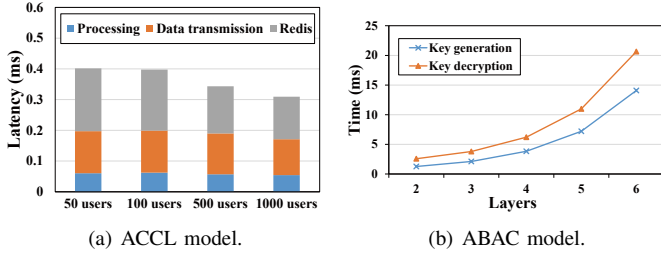 0.6
0.5
0.4
0.3
0.2
0.1
0
Latency (ms)
Processing Data transmission Redis
50 users 100 users 500 users 1000 users
(a) ACCL model.
25
20
15
10
5
0
Time (ms)
Key generation
Key decryption
2 3 4 5 6
Layers
(b) ABAC model.